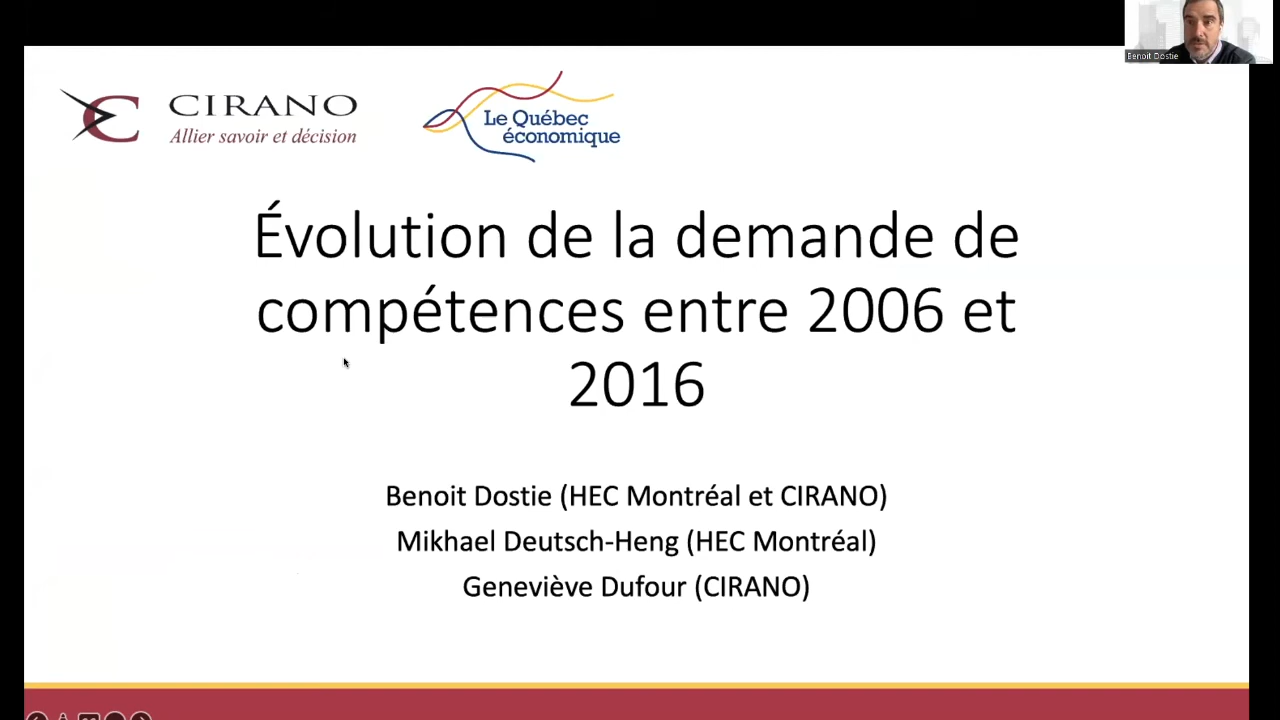 Benoit Dostie
CIRANO
Allier savoir et décision
Le Québec
économique
Évolution de la demande de
compétences entre 2006 et
2016
Benoit Dostie (HEC Montréal et CIRANO)
Mikhael Deutsch-Heng (HEC Montréal)
Geneviève Dufour (CIRANO)